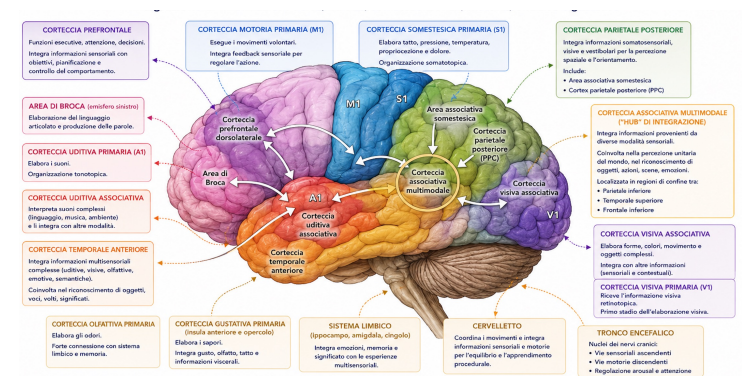 CORTECCIA PREFRONTALE
Funzioni executive, attenzione, decisioni.
Integra informazioni sensoriali con
obiettivi, pianificazione e
controllo del comportamento.
CORTECCIA MOTORIA PRIMARIA (M1)
Esegue i movimenti volontari.
Integra feedback sensoriale per
regolare l'azione.
CORTECCIA SOMESTESICA PRIMARIA (S1)
Elabora tatto, pressione, temperatura,
propriocezione e dolore.
Organizzazione somatotopica.
CORTECCIA PARIETALE POSTERIORE
Integra informazioni somatosensoriali,
visive e vestibolari per la percezione
spaziale e l'orientamento.
Include:
• Area associativa somestesica
• Cortex parietale posteriore (PPC)
AREA DI BROCA (emisfero sinistro)
Elaborazione del linguaggio
articolato e produzione delle parole.
CORTECCIA UDITIVA PRIMARIA (A1)
Elabora i suoni.
Organizzazione tonotopica.
CORTECCIA UDITIVA ASSOCIATIVA
Interpreta suoni complessi
(linguaggio, musica, ambiente)
e li integra con altre modalità.
CORTECCIA TEMPORALE ANTERIORE
Integra informazioni multisensoriali
complesse (uditive, visive, olfattive,
emotive, semantiche).
Coinvolto nel riconoscimento di oggetti,
voci, volti, significati.
M1
S1
Corteccia
prefrontale
dorsolaterale
Area associativa
somestesica
Corteccia
parietale
posteriore
(PPC)
Area di
Broca
Corteccia
associativa
multimodale
A1
Corteccia
uditiva
associativa
Corteccia
visiva associativa
V1
Corteccia
temporale
anteriore
CORTECCIA ASSOCIATIVA MULTIMODALE
("HUB" DI INTEGRAZIONE)
Integra informazioni provenienti da
diverse modalità sensoriali.
Coinvolta nella percezione unitaria
del mondo, nel riconoscimento di
oggetti, azioni, scene, emozioni.
Localizzata in regioni di confine tra:
• Parietale inferiore
• Temporale superiore
• Frontale inferiore
CORTECCIA VISIVA ASSOCIATIVA
Elabora forme, colori, movimento e
oggetti complessi.
Integra con altre informazioni
(sensoriali e contestuali).
CORTECCIA VISIVA PRIMARIA (V1)
Riceve l'informazione visiva
retinotopica.
Primo stadio dell'elaborazione visiva.
CORTECCIA OLFATTIVA PRIMARIA
Elabora gli odori.
Forte connessione con sistema
limbico e memoria.
CORTECCIA GUSTATIVA PRIMARIA
(insula anteriore e opercolo)
Elabora i sapori.
Integra gusto, olfatto, tatto e
informazioni viscerali.
SISTEMA LIMBICO
(ippocampo, amigdala, cingolo)
Integra emozioni, memoria e
significato con le esperienze
multisensoriali.
CERVELLETTO
Coordina i movimenti e integra
informazioni sensoriali e motorie
per l'equilibrio e l'apprendimento
procedurale.
TRONCO ENCEFALICO
Nuclei dei nervi cranici:
• Vie sensoriali ascendenti
• Vie motorie discendenti
• Regolazione arousal e attenzione